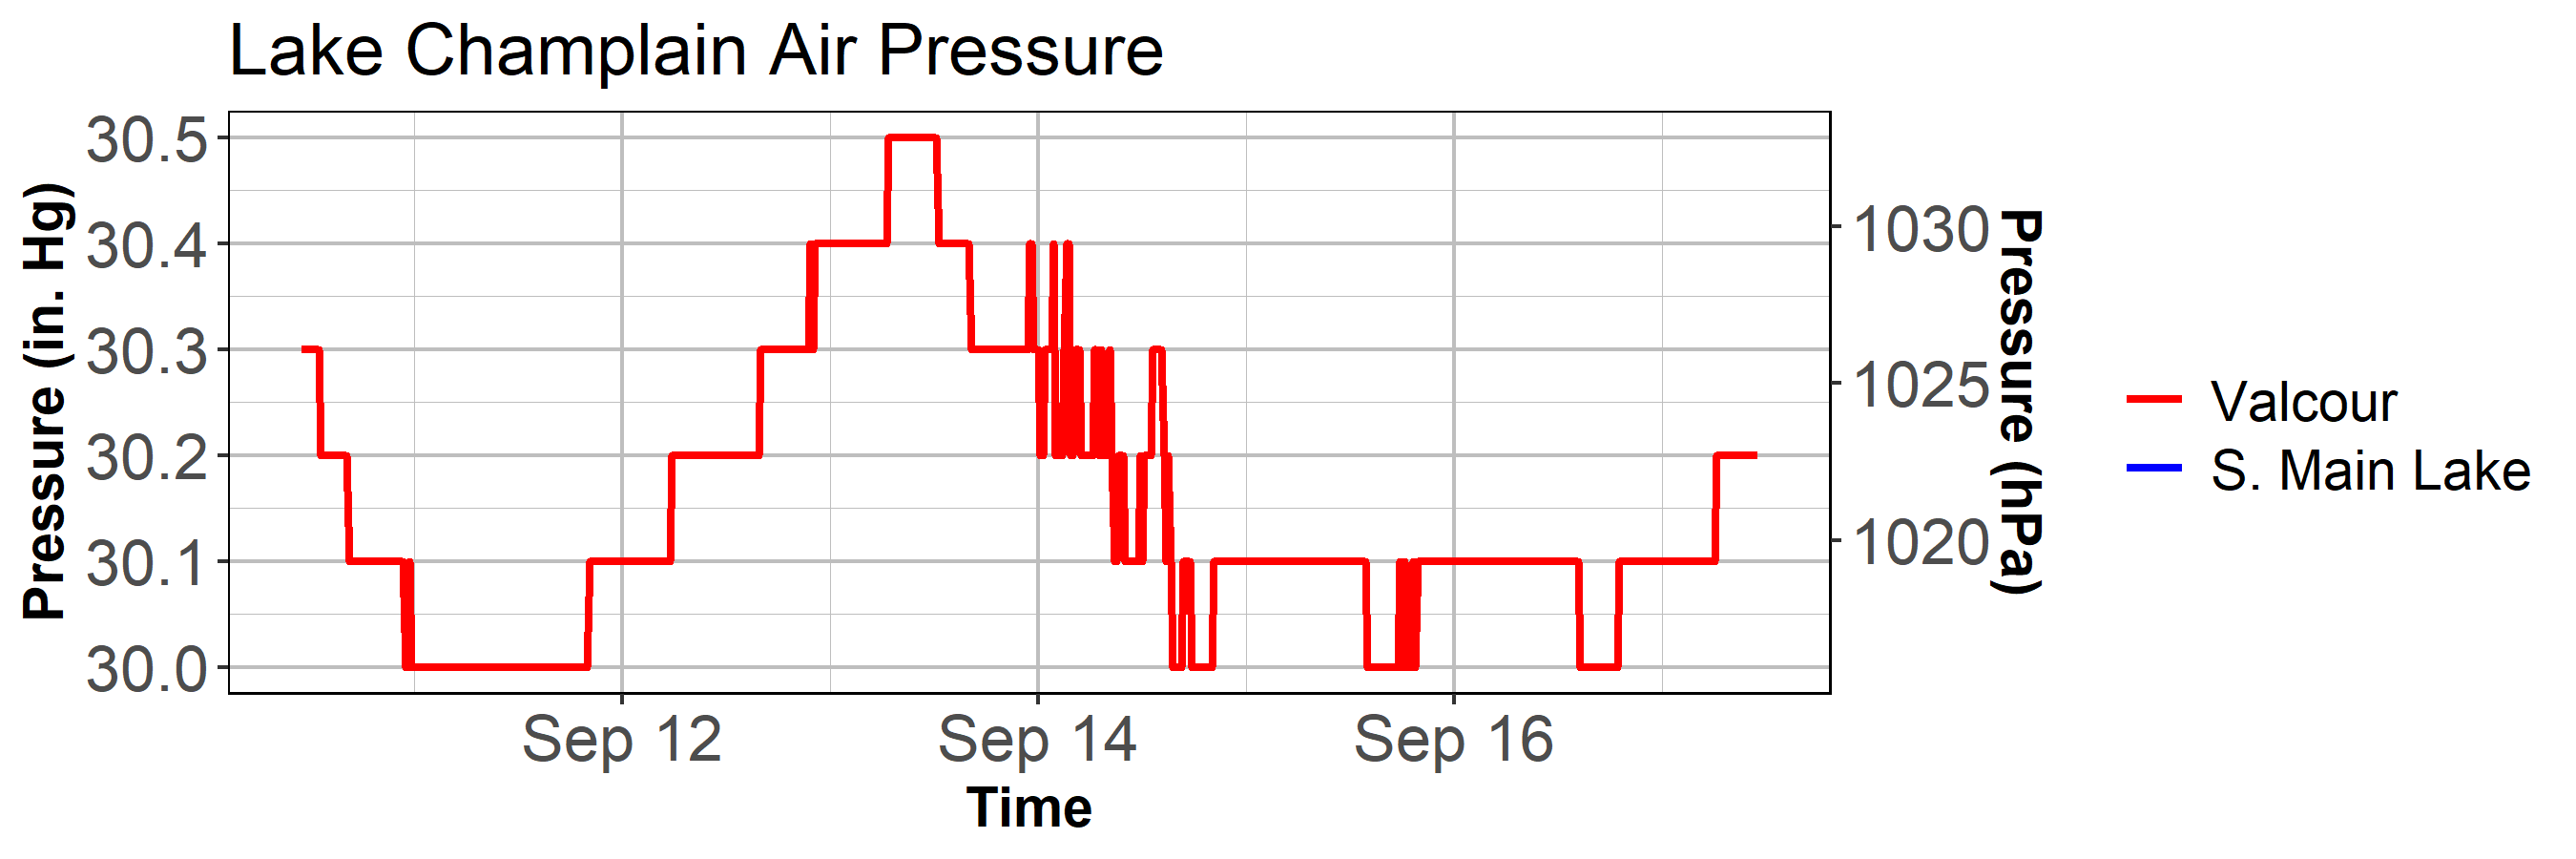 Lake Champlain Air Pressure
Pressure (in. Hg)
30.5
30.4
30.3
30.2
30.1
30.0
1030
1025
1020
Pressure (hPa)
Valcour
S. Main Lake
Sep 12
Sep 14
Sep 16
Time